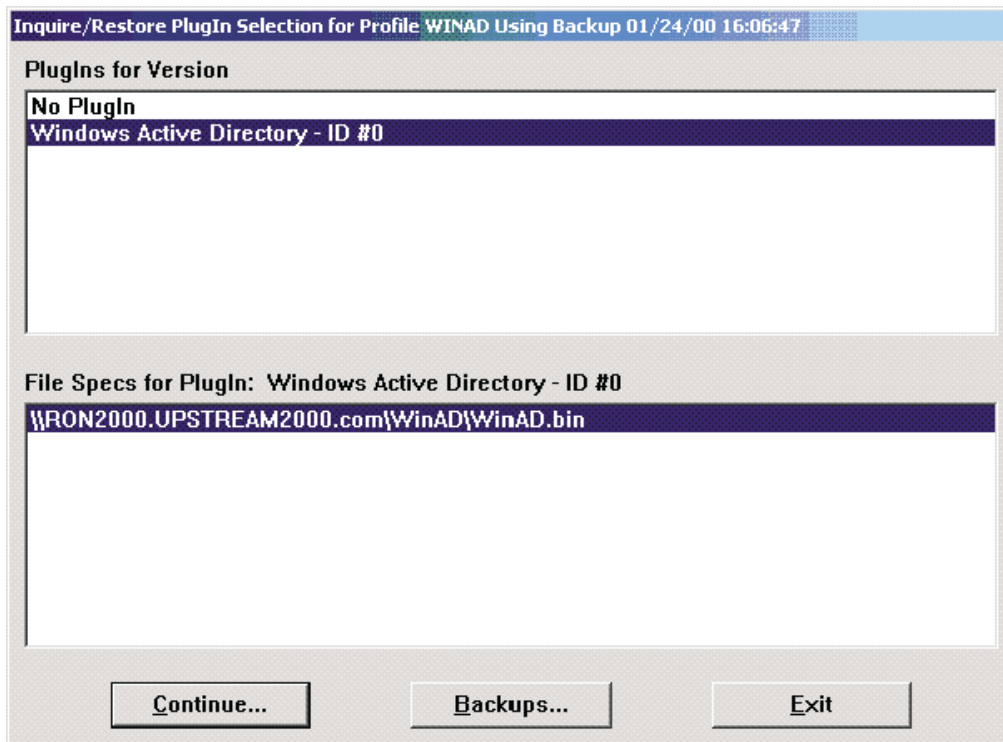 Inquire/Restore PlugIn Selection for Profile WINAD Using Backup 01/24/00 16:06:47
PlugIns for Version
No PlugIn
Windows Active Directory - ID #0
File Specs for PlugIn: Windows Active Directory - ID #0
\\RON2000.UPSTREAM2000.com\WinAD\WinAD.bin
Continue... Backups... Exit